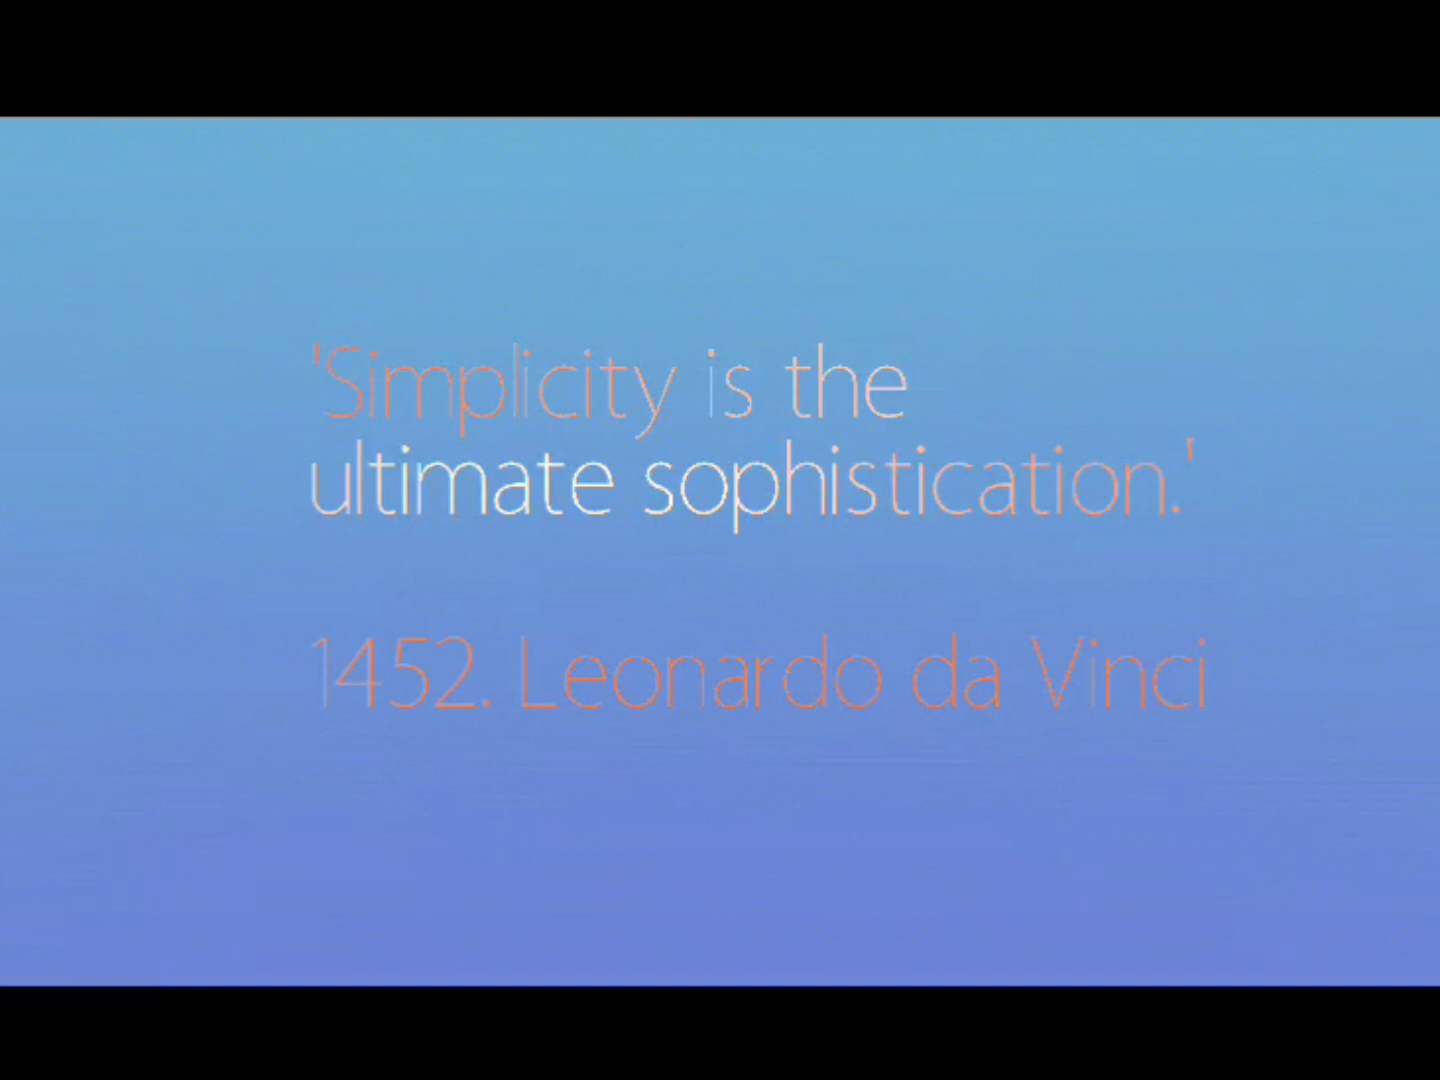 'Simplicity is the
ultimate sophistication.'
1452. Leonardo da Vinci